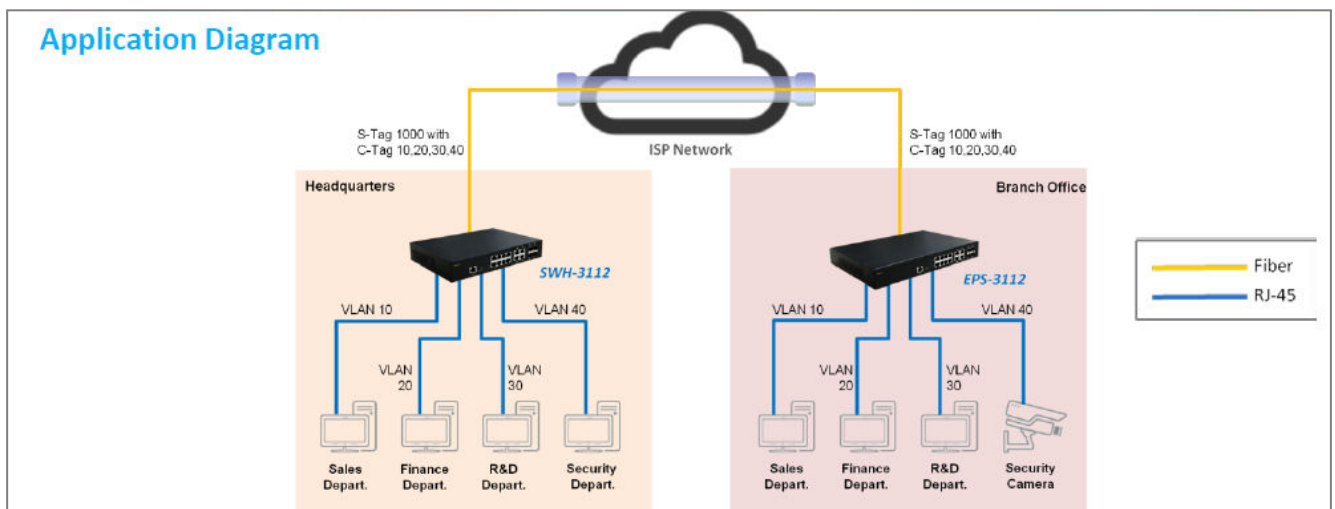 Application Diagram
S-Tag 1000 with
C-Tag 10,20,30,40
ISP Network
S-Tag 1000 with
C-Tag 10,20,30,40
Headquarters
Branch Office
SWH-3112
EPS-3112
Fiber
RJ-45
VLAN 10
VLAN 40
VLAN 10
VLAN 40
VLAN
20
VLAN
30
VLAN
20
VLAN
30
Sales
Depart.
Finance
Depart.
R&D
Depart.
Security
Depart.
Sales
Depart.
Finance
Depart.
R&D
Depart.
Security
Camera